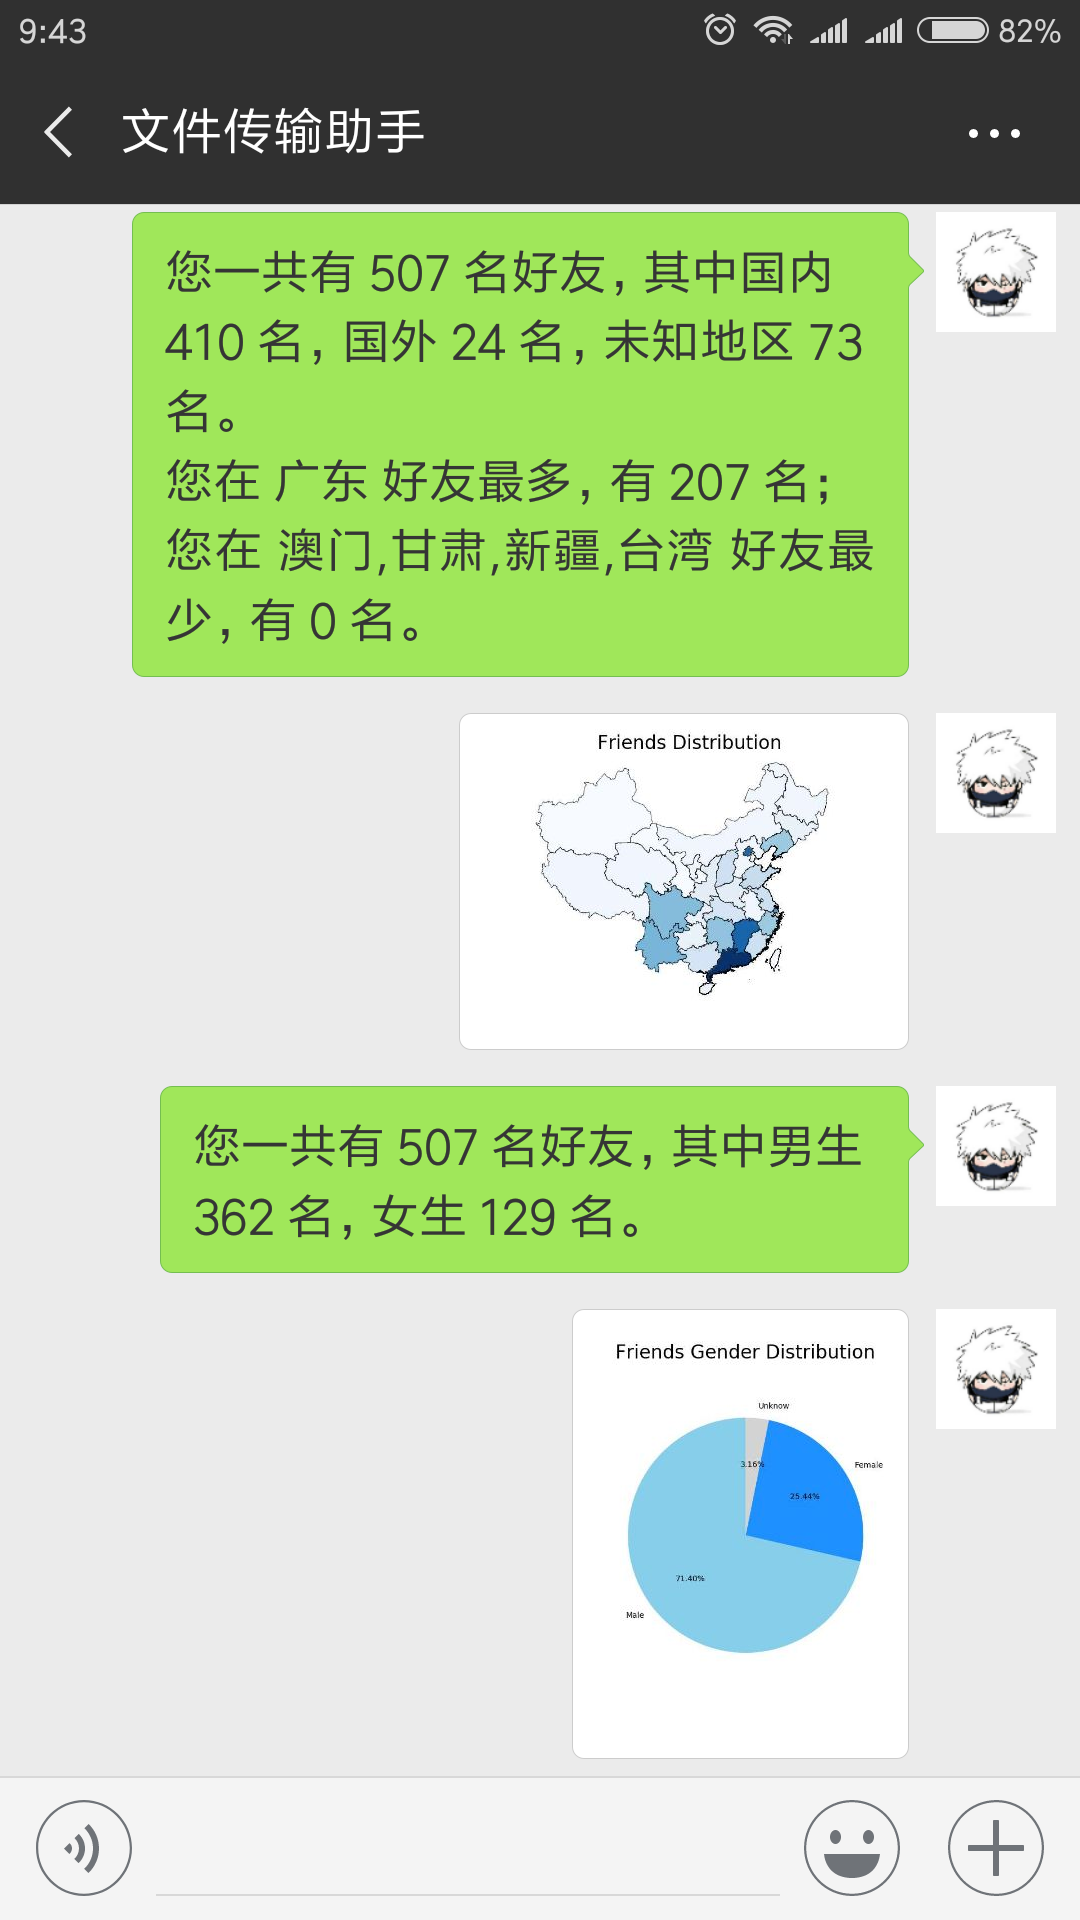 9:43
82%
文件传输助手
您一共有 507 名好友, 其中国内
410 名, 国外 24 名, 未知地区 73
名。
您在 广东 好友最多, 有 207 名;
您在 澳门,甘肃,新疆,台湾 好友最
少, 有 0 名。
Friends Distribution
您一共有 507 名好友, 其中男生
362 名, 女生 129 名。
Friends Gender Distribution
Unknow
3.16%
Female
25.44%
71.40%
Male